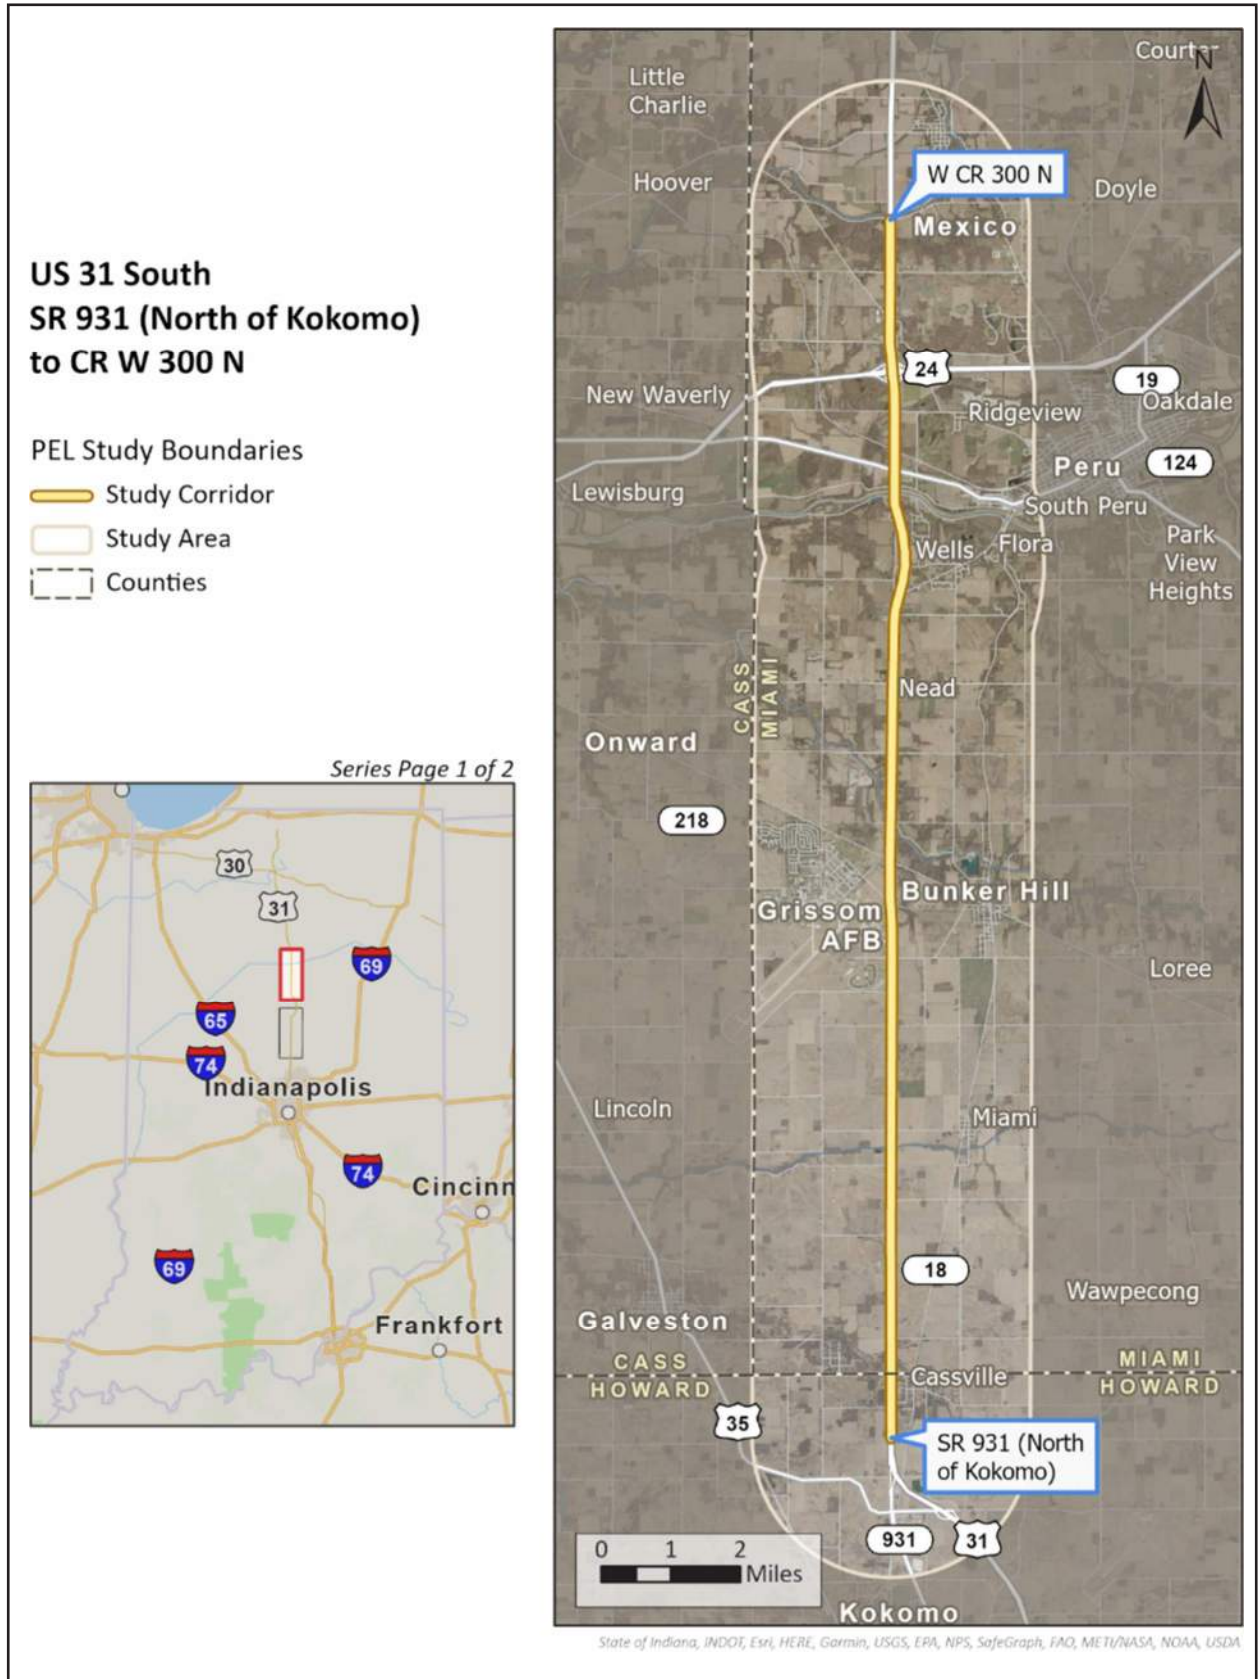 US 31 South
SR 931 (North of Kokomo)
to CR W 300 N
PEL Study Boundaries
Study Corridor
Study Area
Counties
Series Page 1 of 2
30
31
69
65
74
Indianapolis
74
Cincinn
69
Frankfort
N
Little
Charlie
Hoover
W CR 300 N
Doyle
Mexico
24
19
New Waverly
Oakdale
Ridgeview
Peru
124
Lewisburg
South Peru
Wells
Flora
Park
View
Heights
CASS
MIAMI
Nead
Onward
218
Bunker Hill
Grissom
AFB
Loree
Lincoln
Miami
18
Wawpecong
Galveston
CASS
HOWARD
MIAMI
HOWARD
Cassville
35
SR 931 (North
of Kokomo)
931
31
0 1 2
Miles
Kokomo
State of Indiana, INDOT, Esri, HERE, Garmin, USGS, EPA, NPS, SafeGraph, FAO, METI/NASA, NOAA, USDA